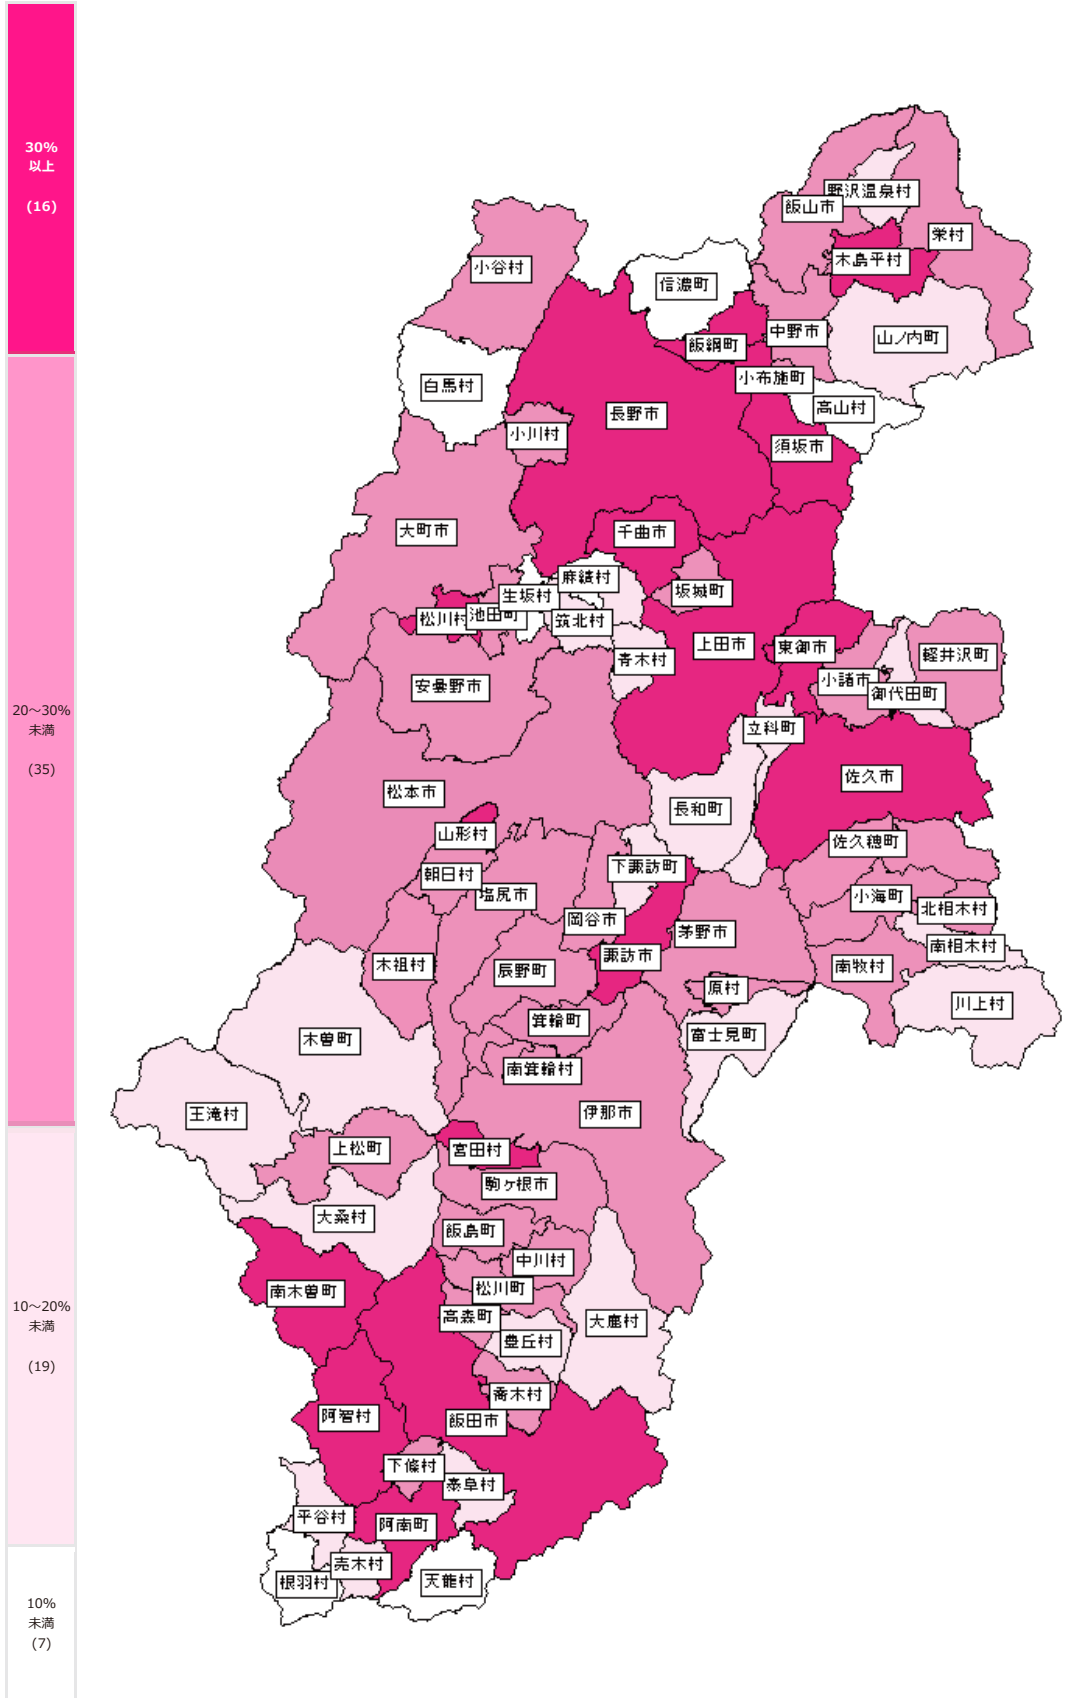 30%
以上
(16)
20～30%
未満
(35)
10～20%
未満
(19)
10%
未満
(7)
野沢温泉村
飯山市
栄村
木島平村
小谷村
信濃町
中野市
山ノ内町
飯綱町
小布施町
白馬村
高山村
長野市
小川村
須坂市
大町市
千曲市
麻績村
坂城町
生坂村
松川村
池田町
筑北村
上田市
東御市
軽井沢町
青木村
小諸市
安曇野市
御代田町
立科町
佐久市
松本市
長和町
山形村
佐久穂町
下諏訪町
朝日村
塩尻市
小海町
北相木村
岡谷市
茅野市
南相木村
諏訪市
木祖村
辰野町
南牧村
原村
川上村
箕輪町
富士見町
木曽町
南箕輪村
王滝村
伊那市
上松町
宮田村
駒ヶ根市
大桑村
飯島町
中川村
南木曽町
松川町
高森町
大鹿村
豊丘村
喬木村
阿智村
飯田市
下條村
泰阜村
平谷村
阿南町
売木村
根羽村
天龍村